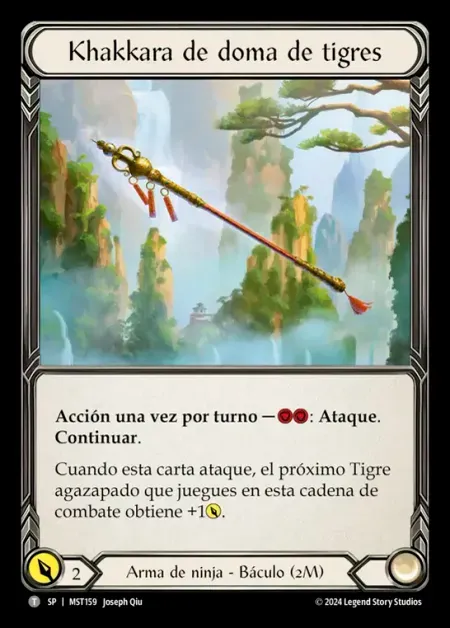 Khakkara de doma de tigres
Acción una vez por turno —: Ataque.
Continuar.
Cuando esta carta ataque, el próximo Tigre
agazapado que juegues en esta cadena de
combate obtiene +1.
2
Arma de ninja - Báculo (2M)
T SP | MST159 Joseph Qiu
© 2024 Legend Story Studios